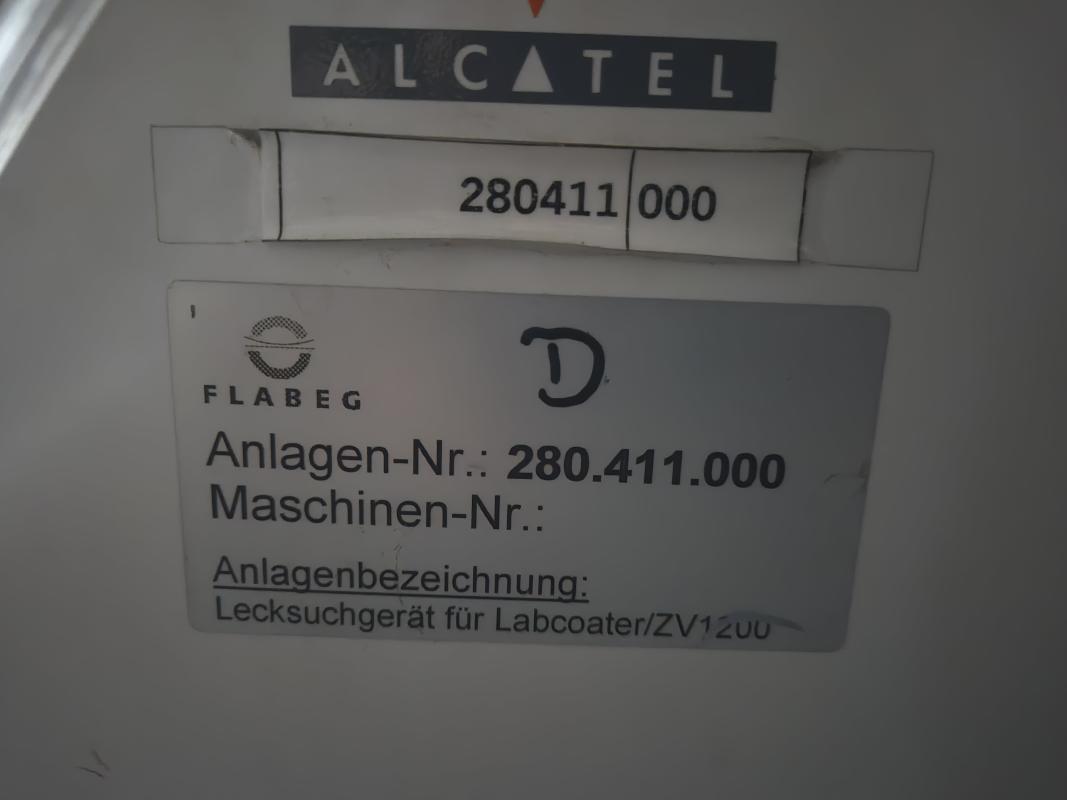 ALCATEL
280411 000
D
FLABEG
Anlagen-Nr.: 280.411.000
Maschinen-Nr.:
Anlagenbezeichnung:
Lecksuchgerät für Labcoater/ZV1200